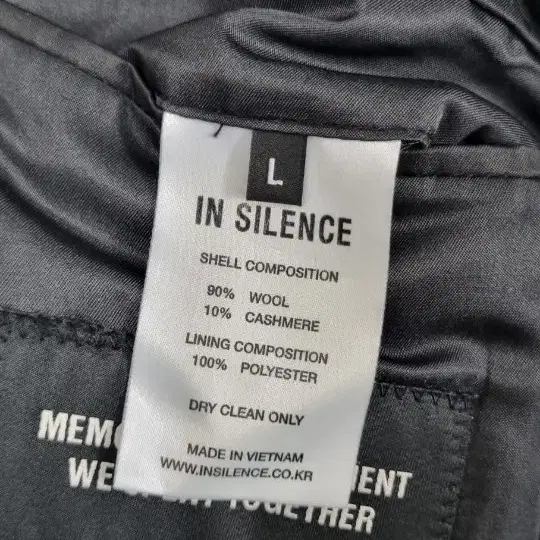 L
IN SILENCE
SHELL COMPOSITION
90% WOOL
10% CASHMERE
LINING COMPOSITION
100% POLYESTER
DRY CLEAN ONLY
MADE IN VIETNAM
WWW.INSILENCE.CO.KR
TOGETHER